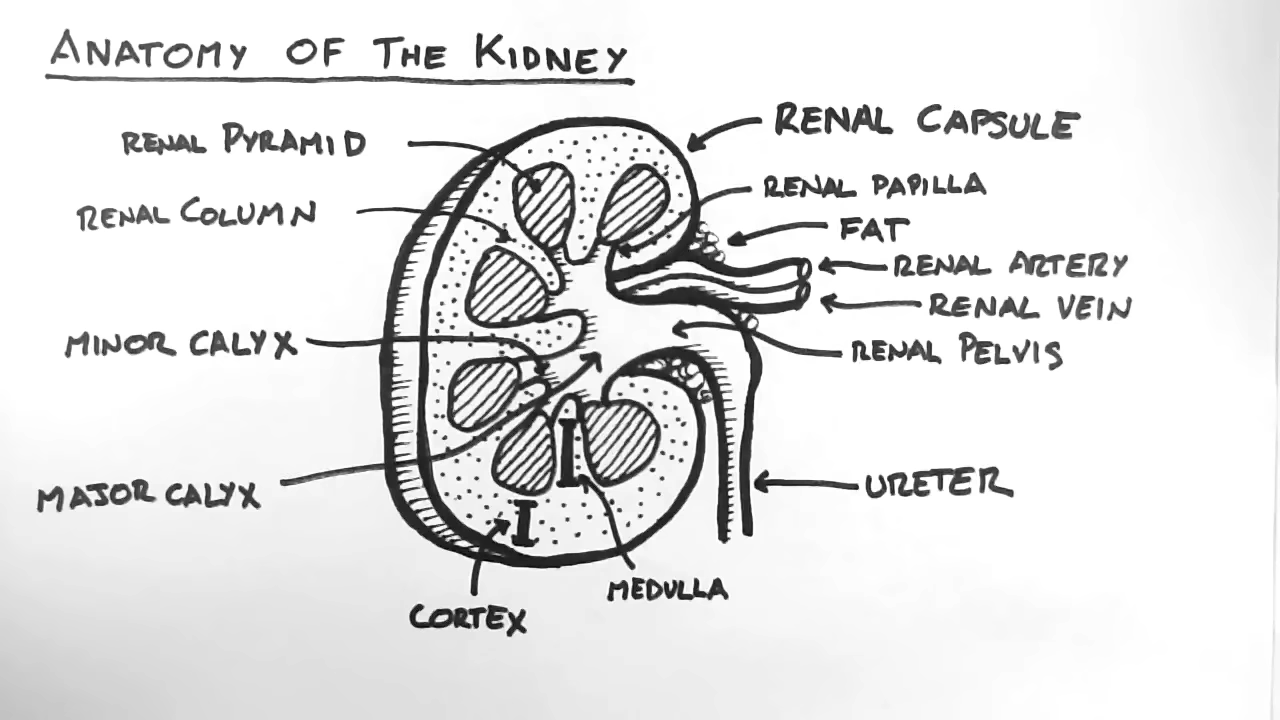 ANATOMY OF THE KIDNEY
RENAL PYRAMID
RENAL COLUMN
MINOR CALYX
MAJOR CALYX
CORTEX
MEDULLA
RENAL CAPSULE
RENAL PAPILLA
FAT
RENAL ARTERY
RENAL VEIN
RENAL PELVIS
URETER